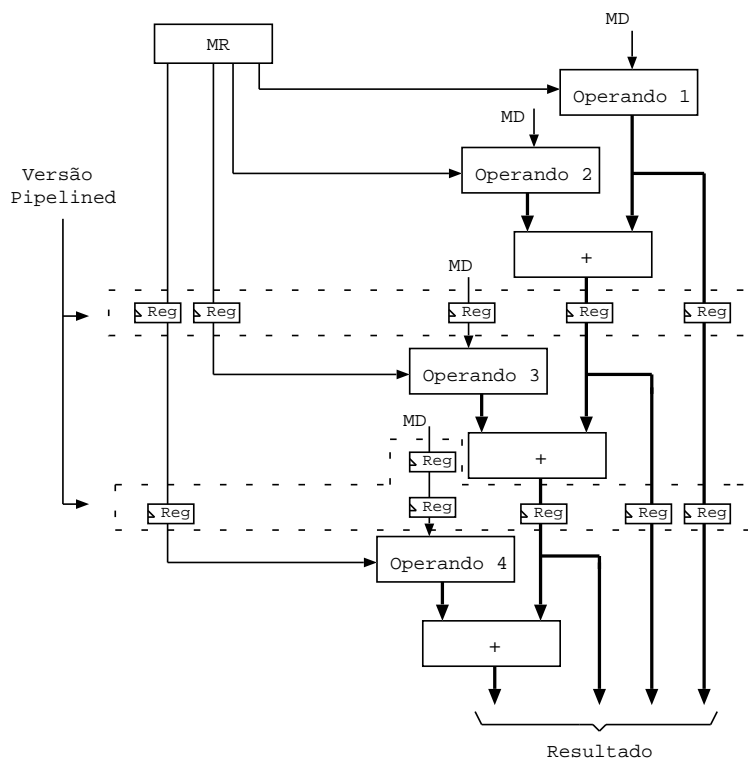 MD
MR
Operando 1
MD
Operando 2
Versão
Pipelined
+
MD
Reg
Reg
Reg
Reg
Reg
Operando 3
MD
+
Reg
Reg
Reg
Reg
Reg
Reg
Operando 4
+
Resultado